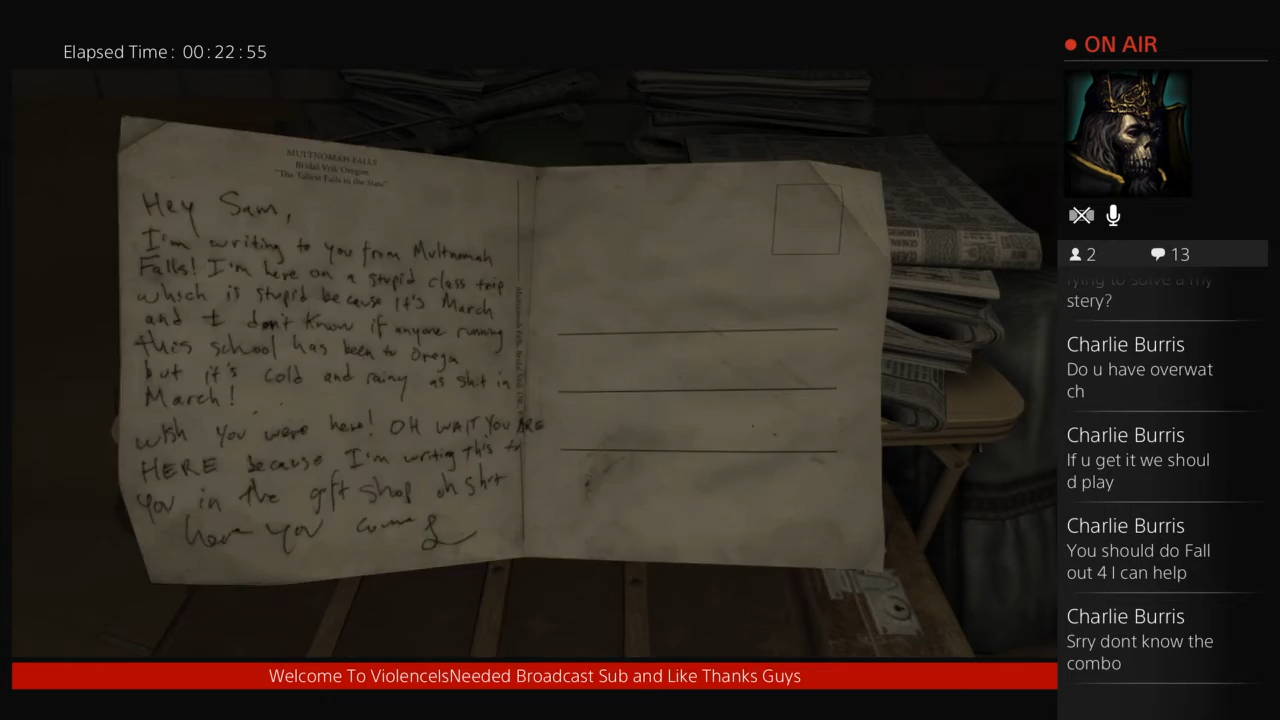 Elapsed Time: 00:22:55
MULTNOMAH FALLS
"The Tallest Falls in the State"
Hey Sam,
I'm writing to you from Multnomah
Falls! I'm here on a stupid class trip
which is stupid because it's March
and I don't know if anyone running
this school has been to Oregon
but it's cold and rainy as shit in
March!
wish you were here! OH WAIT YOU ARE
HERE because I'm writing this to
you in the gift shop oh shit
here you come
ON AIR
2 13
stery?
Charlie Burris
Do u have overwat
ch
Charlie Burris
If u get it we shoul
d play
Charlie Burris
You should do Fall
out 4 I can help
Charlie Burris
Srry dont know the
combo
Welcome To ViolenceIsNeeded Broadcast Sub and Like Thanks Guys